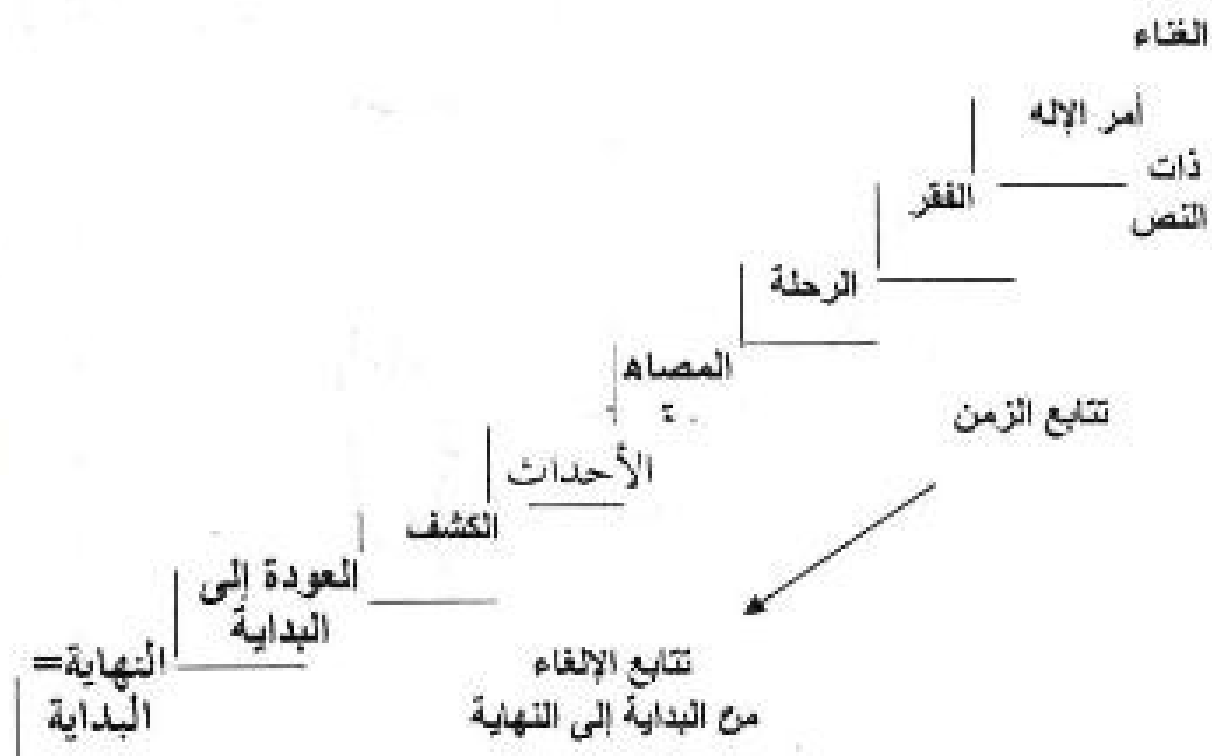 الفناء
أمر الإله
ذات
النص
الفقر
الرحلة
المصاه
ة
تتابع الزمن
الأحداث
الكشف
العودة إلى
البداية
النهاية=
البداية
تتابع الإلغاء
من البداية إلى النهاية